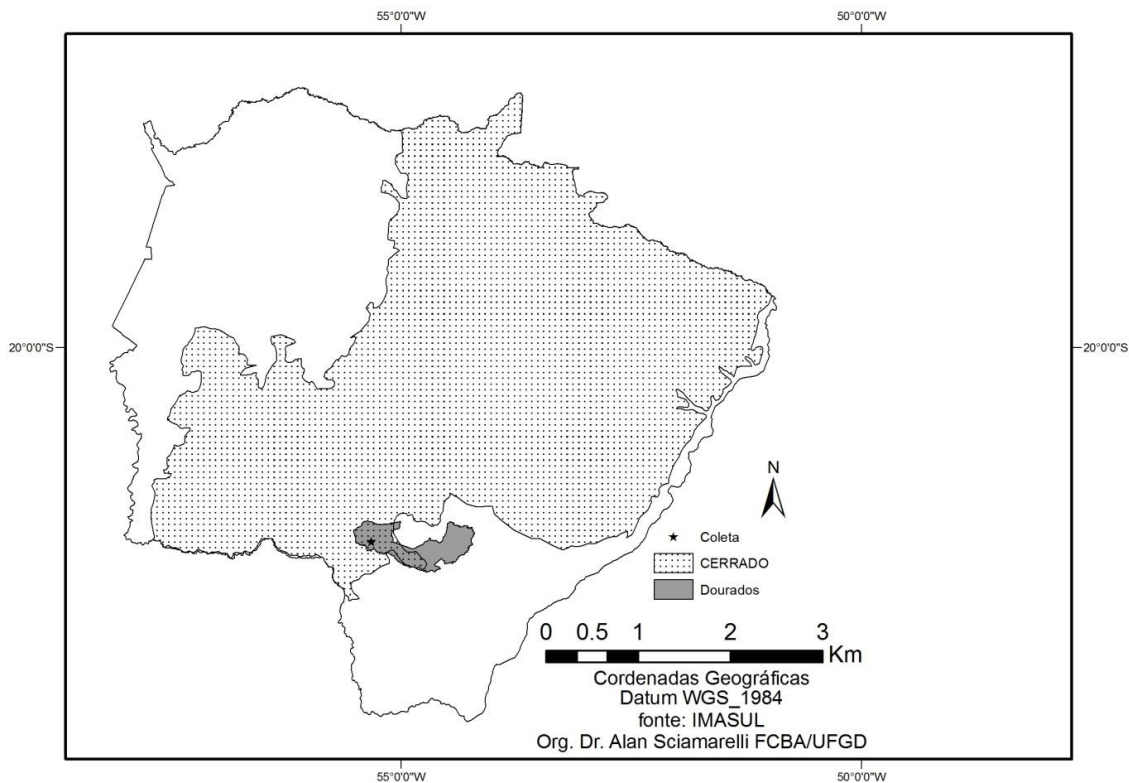 55°0'0"W
50°0'0"W
20°0'0"S
20°0'0"S
N
Coleta
CERRADO
Dourados
0 0.5 1 2 3
Km
Cordenadas Geográficas
Datum WGS_1984
fonte: IMASUL
Org. Dr. Alan Sciamarelli FCBA/UFGD
55°0'0"W
50°0'0"W